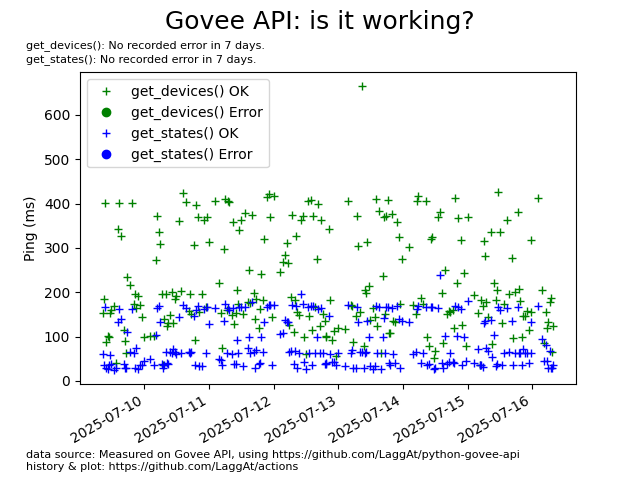 Govee API: is it working?
get_devices(): No recorded error in 7 days.
get_states(): No recorded error in 7 days.
get_devices() OK
get_devices() Error
get_states() OK
get_states() Error
Ping (ms)
600
500
400
300
200
100
0
2025-07-10
2025-07-11
2025-07-12
2025-07-13
2025-07-14
2025-07-15
2025-07-16
data source: Measured on Govee API, using https://github.com/LaggAt/python-govee-api
history & plot: https://github.com/LaggAt/actions